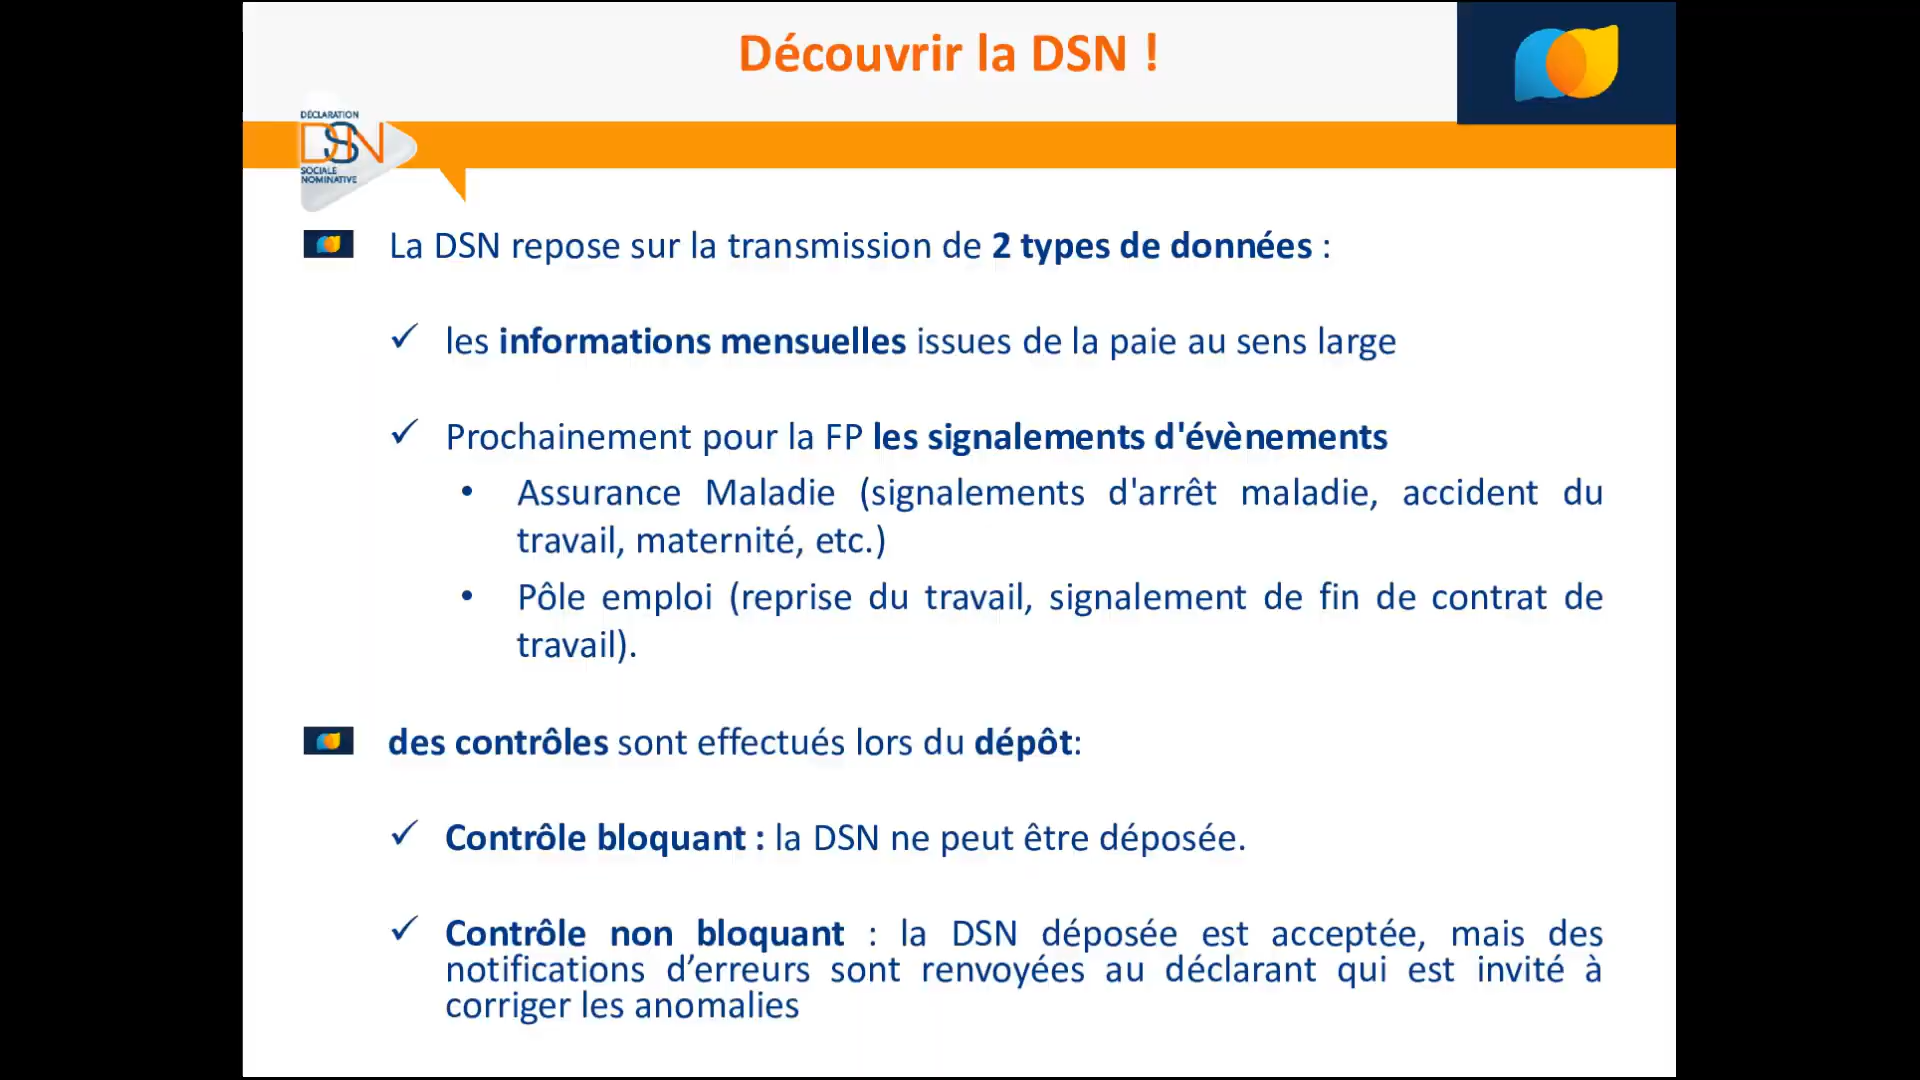 Découvrir la DSN !
DÉCLARATION
DSN
SOCIALE
NOMINATIVE
La DSN repose sur la transmission de 2 types de données :
✓ les informations mensuelles issues de la paie au sens large
✓ Prochainement pour la FP les signalements d'évènements
• Assurance Maladie (signalements d'arrêt maladie, accident du
travail, maternité, etc.)
• Pôle emploi (reprise du travail, signalement de fin de contrat de
travail).
des contrôles sont effectués lors du dépôt:
✓ Contrôle bloquant : la DSN ne peut être déposée.
✓ Contrôle non bloquant : la DSN déposée est acceptée, mais des
notifications d’erreurs sont renvoyées au déclarant qui est invité à
corriger les anomalies